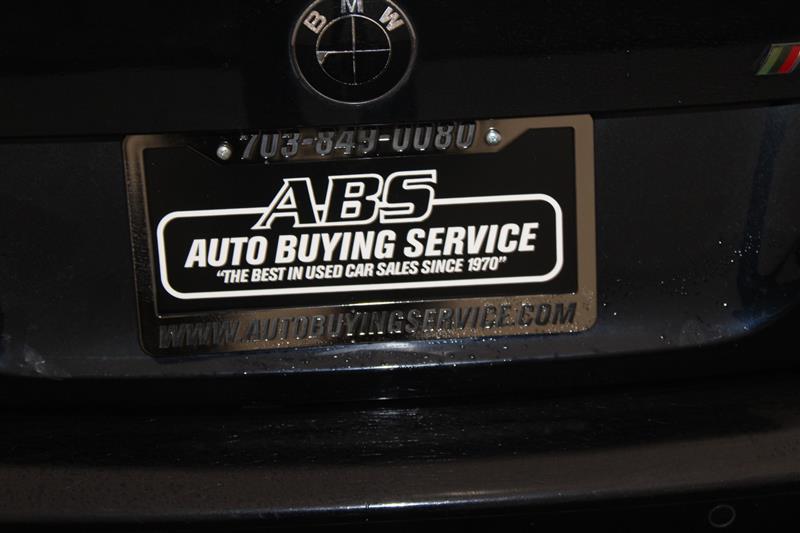 BMW
703-849-0080
ABS
AUTO BUYING SERVICE
"THE BEST IN USED CAR SALES SINCE 1970"
WWW.AUTOBUYINGSERVICE.COM